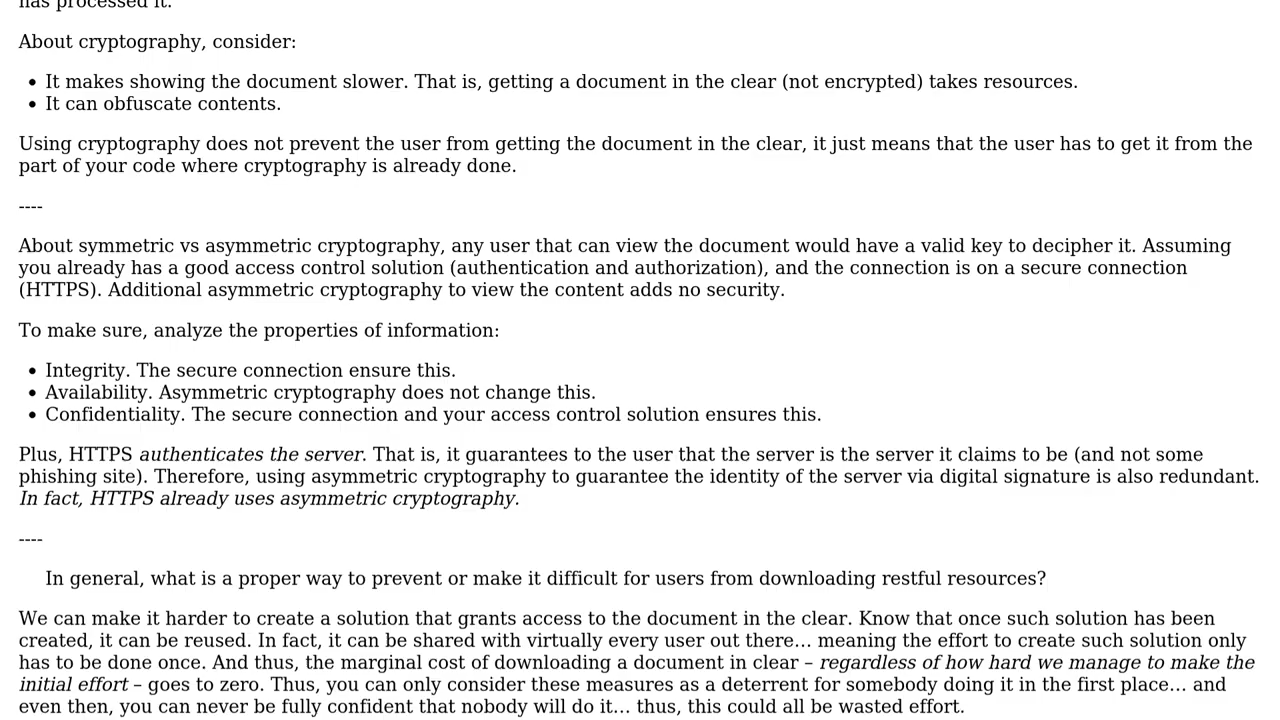 has processed it.
About cryptography, consider:
• It makes showing the document slower. That is, getting a document in the clear (not encrypted) takes resources.
• It can obfuscate contents.
Using cryptography does not prevent the user from getting the document in the clear, it just means that the user has to get it from the
part of your code where cryptography is already done.
----
About symmetric vs asymmetric cryptography, any user that can view the document would have a valid key to decipher it. Assuming
you already has a good access control solution (authentication and authorization), and the connection is on a secure connection
(HTTPS). Additional asymmetric cryptography to view the content adds no security.
To make sure, analyze the properties of information:
• Integrity. The secure connection ensure this.
• Availability. Asymmetric cryptography does not change this.
• Confidentiality. The secure connection and your access control solution ensures this.
Plus, HTTPS authenticates the server. That is, it guarantees to the user that the server is the server it claims to be (and not some
phishing site). Therefore, using asymmetric cryptography to guarantee the identity of the server via digital signature is also redundant.
In fact, HTTPS already uses asymmetric cryptography.
----
In general, what is a proper way to prevent or make it difficult for users from downloading restful resources?
We can make it harder to create a solution that grants access to the document in the clear. Know that once such solution has been
created, it can be reused. In fact, it can be shared with virtually every user out there… meaning the effort to create such solution only
has to be done once. And thus, the marginal cost of downloading a document in clear – regardless of how hard we manage to make the
initial effort – goes to zero. Thus, you can only consider these measures as a deterrent for somebody doing it in the first place… and
even then, you can never be fully confident that nobody will do it… thus, this could all be wasted effort.